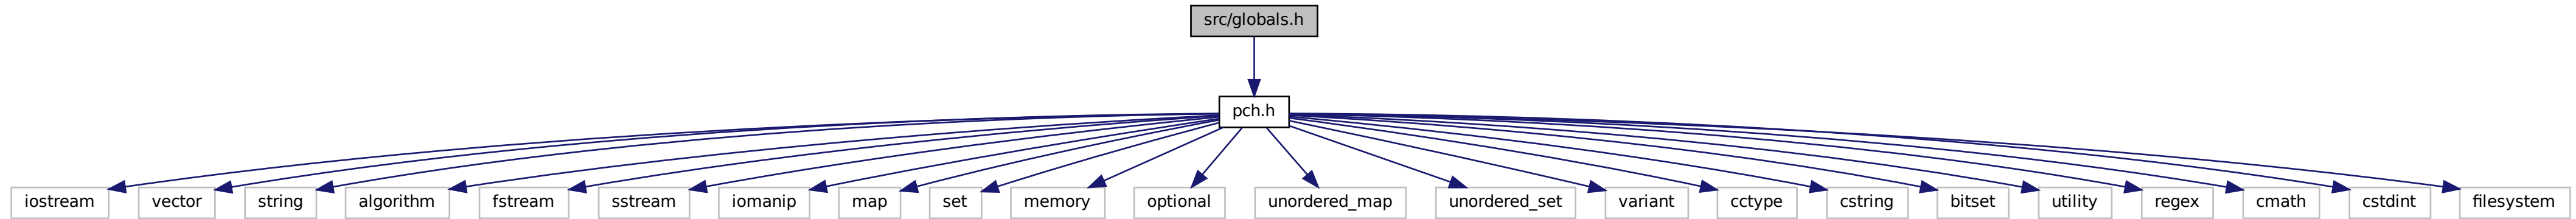 src/globals.h
pch.h
iostream
vector
string
algorithm
fstream
sstream
iomanip
map
set
memory
optional
unordered_map
unordered_set
variant
cctype
cstring
bitset
utility
regex
cmath
cstdint
filesystem